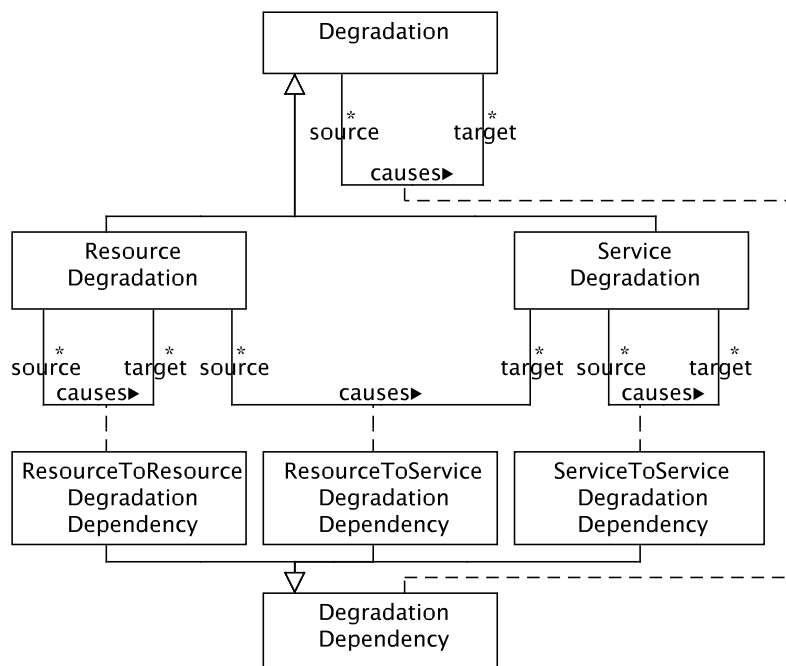 Degradation
* *
source target
causes▶
Resource
Degradation
Service
Degradation
* * * * * *
source target source target source target
causes▶ causes▶ causes▶
ResourceToResource
Degradation
Dependency
ResourceToService
Degradation
Dependency
ServiceToService
Degradation
Dependency
Degradation
Dependency